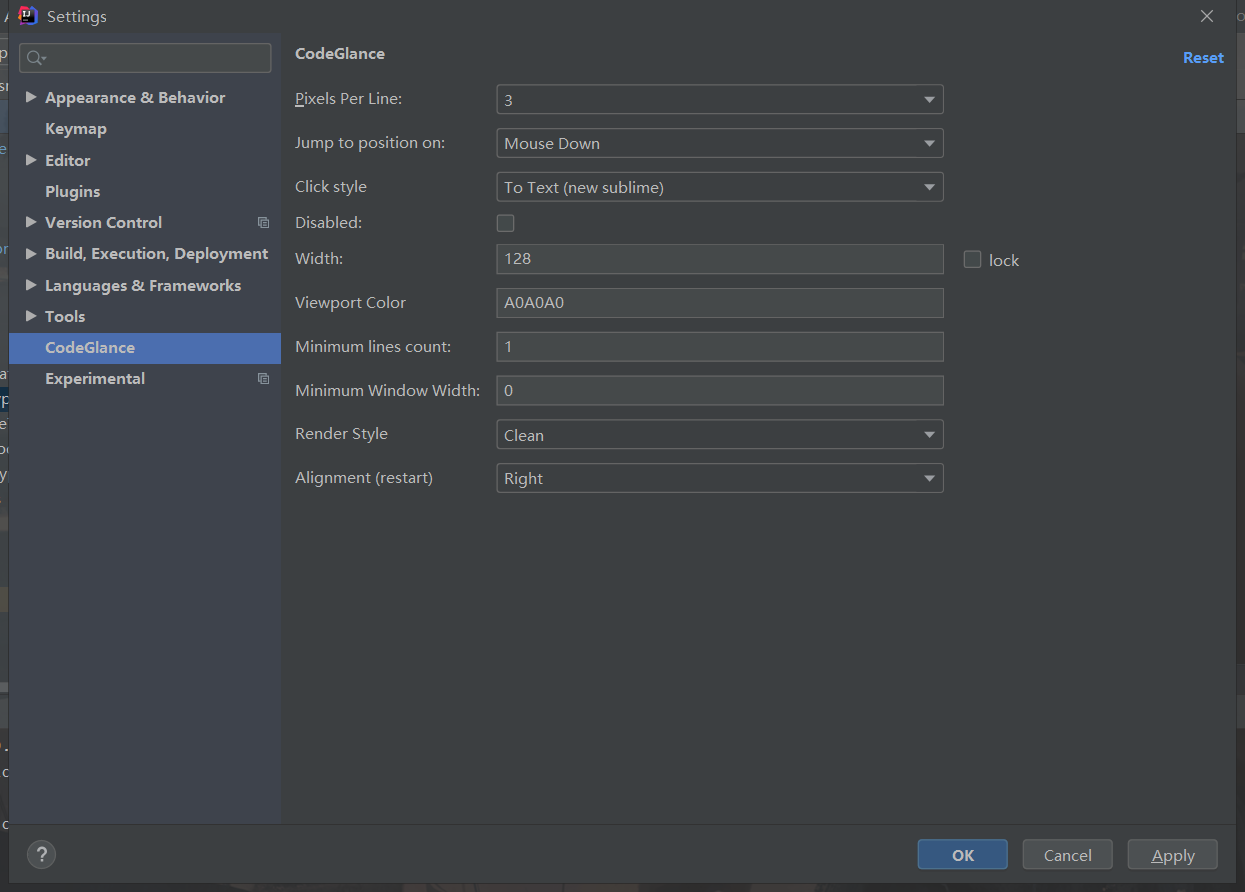 Settings
CodeGlance
Reset
Appearance & Behavior
Keymap
Editor
Plugins
Version Control
Build, Execution, Deployment
Languages & Frameworks
Tools
CodeGlance
Experimental
Pixels Per Line: 3
Jump to position on: Mouse Down
Click style To Text (new sublime)
Disabled:
Width: 128 lock
Viewport Color A0A0A0
Minimum lines count: 1
Minimum Window Width: 0
Render Style Clean
Alignment (restart) Right
? OK Cancel Apply